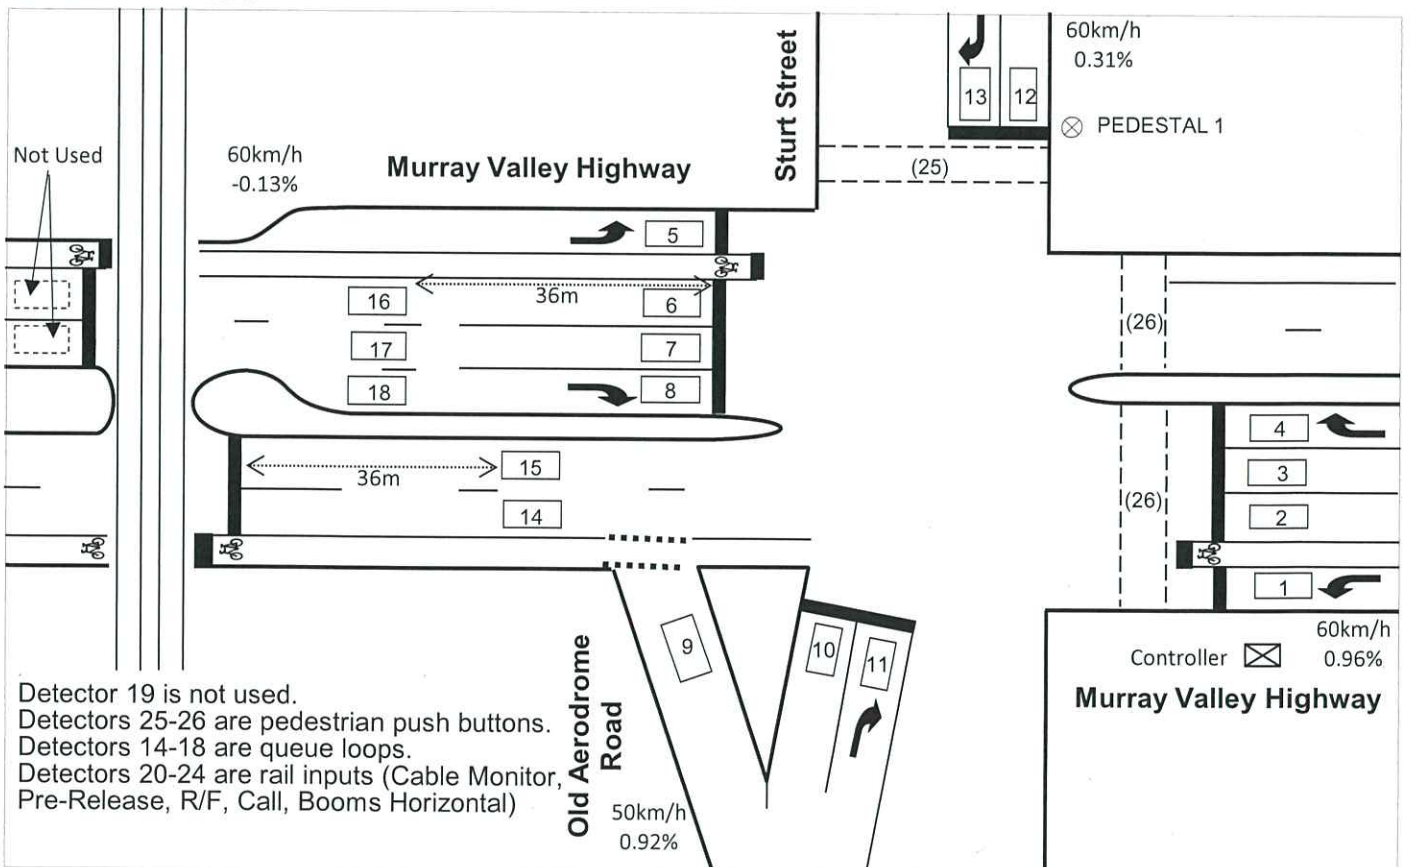 60km/h
0.31%
13
12
PEDESTAL 1
Sturt Street
(25)
Not Used
60km/h
-0.13%
Murray Valley Highway
5
16
36m
6
17
7
18
8
(26)
4
15
36m
3
14
(26)
2
1
9
10
11
60km/h
0.96%
Controller
Murray Valley Highway
Detector 19 is not used.
Detectors 25-26 are pedestrian push buttons.
Detectors 14-18 are queue loops.
Detectors 20-24 are rail inputs (Cable Monitor,
Pre-Release, R/F, Call, Booms Horizontal)
Old Aerodrome
Road
50km/h
0.92%